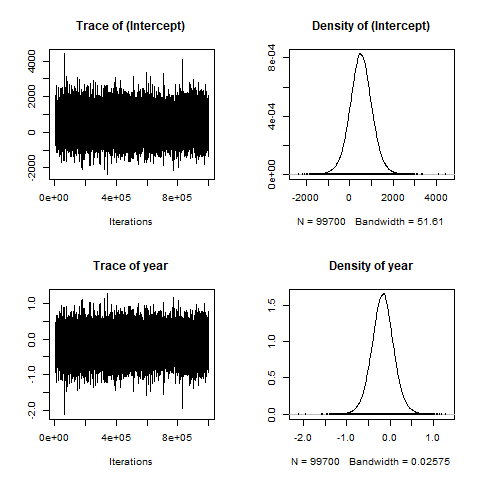 Trace of (Intercept)
-2000 0 2000 4000
0e+00 4e+05 8e+05
Iterations
Density of (Intercept)
0e+00 4e-04 8e-04
-2000 0 2000 4000
N = 99700 Bandwidth = 51.61
Trace of year
-2.0 -1.0 0.0 1.0
0e+00 4e+05 8e+05
Iterations
Density of year
0.0 0.5 1.0 1.5
-2.0 -1.0 0.0 1.0
N = 99700 Bandwidth = 0.02575